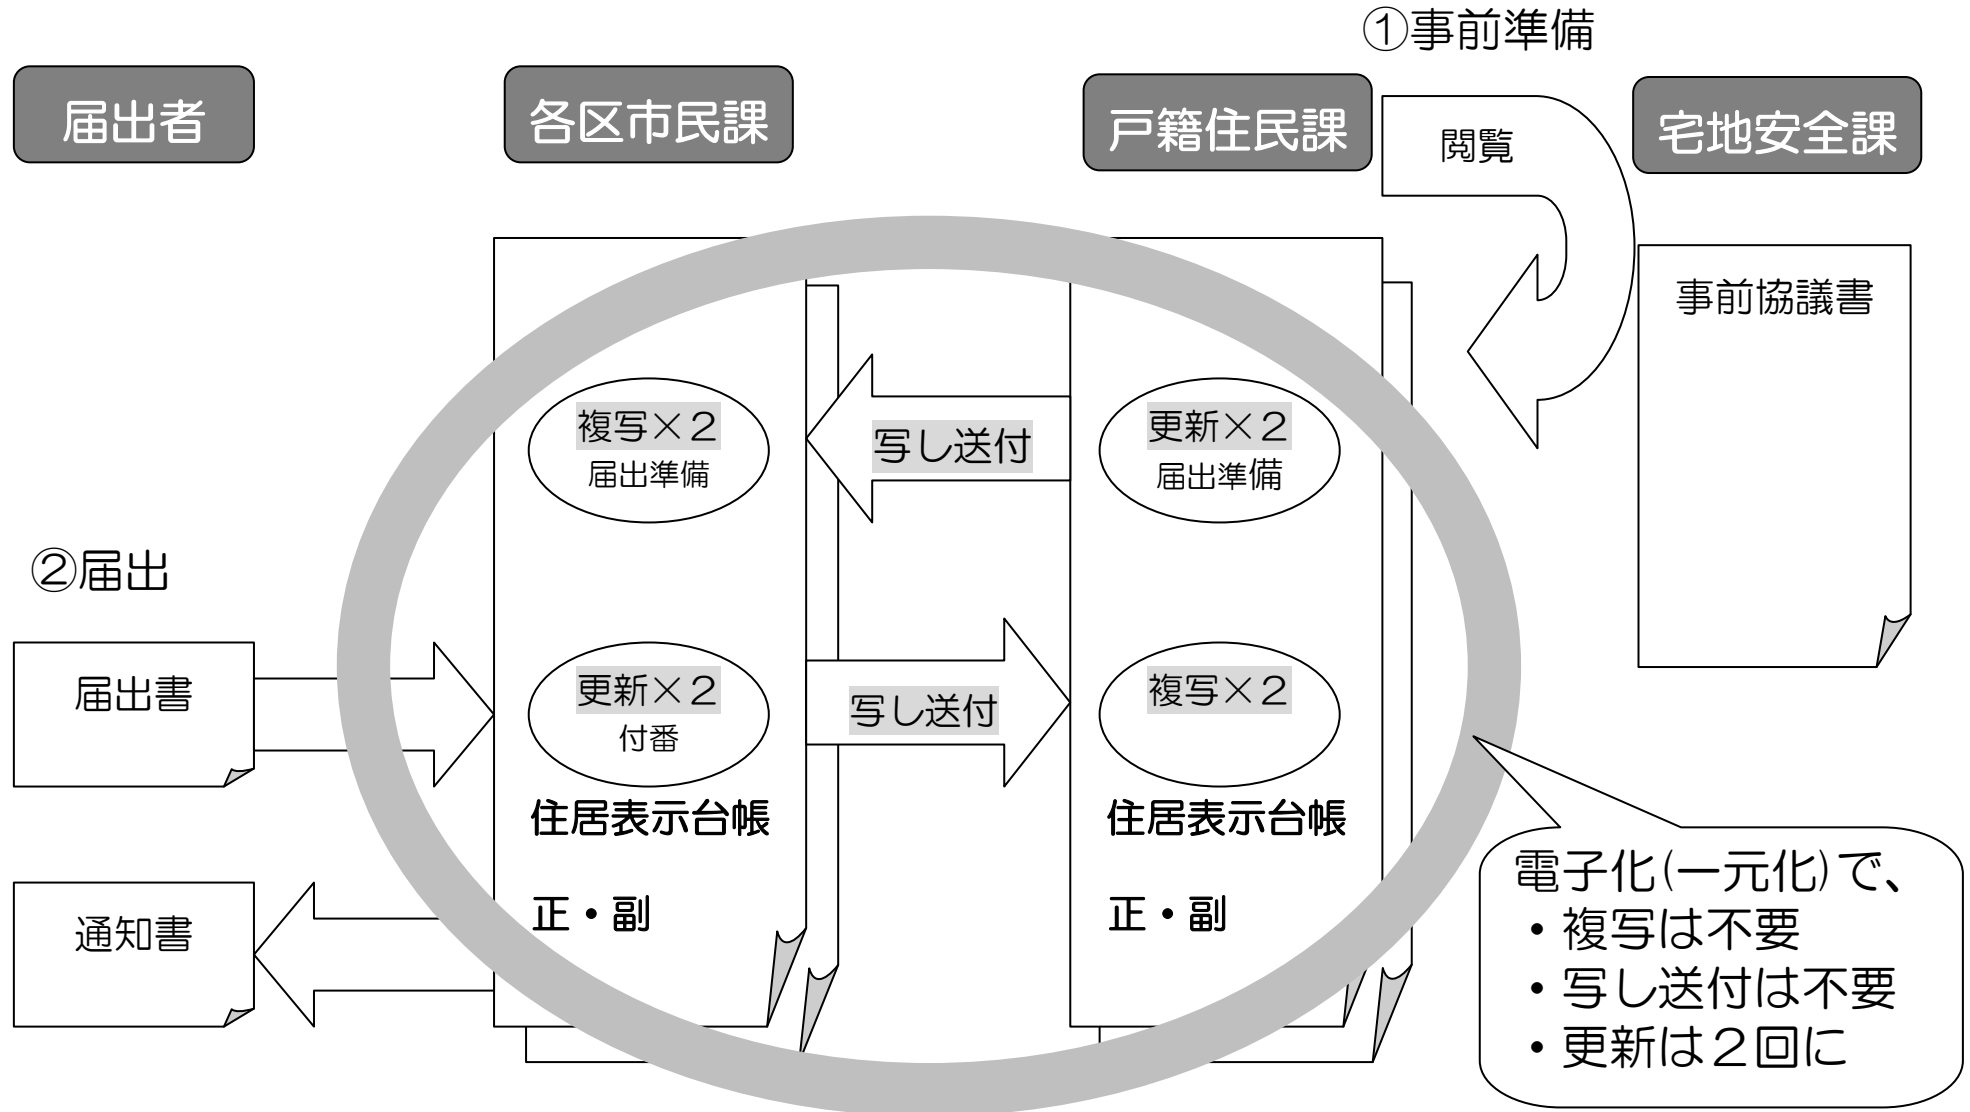 ①事前準備
届出者
各区市民課
戸籍住民課
閲覧
宅地安全課
事前協議書
複写×２
届出準備
写し送付
更新×２
届出準備
②届出
届出書
更新×２
付番
写し送付
複写×２
住居表示台帳
住居表示台帳
正・副
正・副
通知書
電子化(一元化)で、
・複写は不要
・写し送付は不要
・更新は２回に